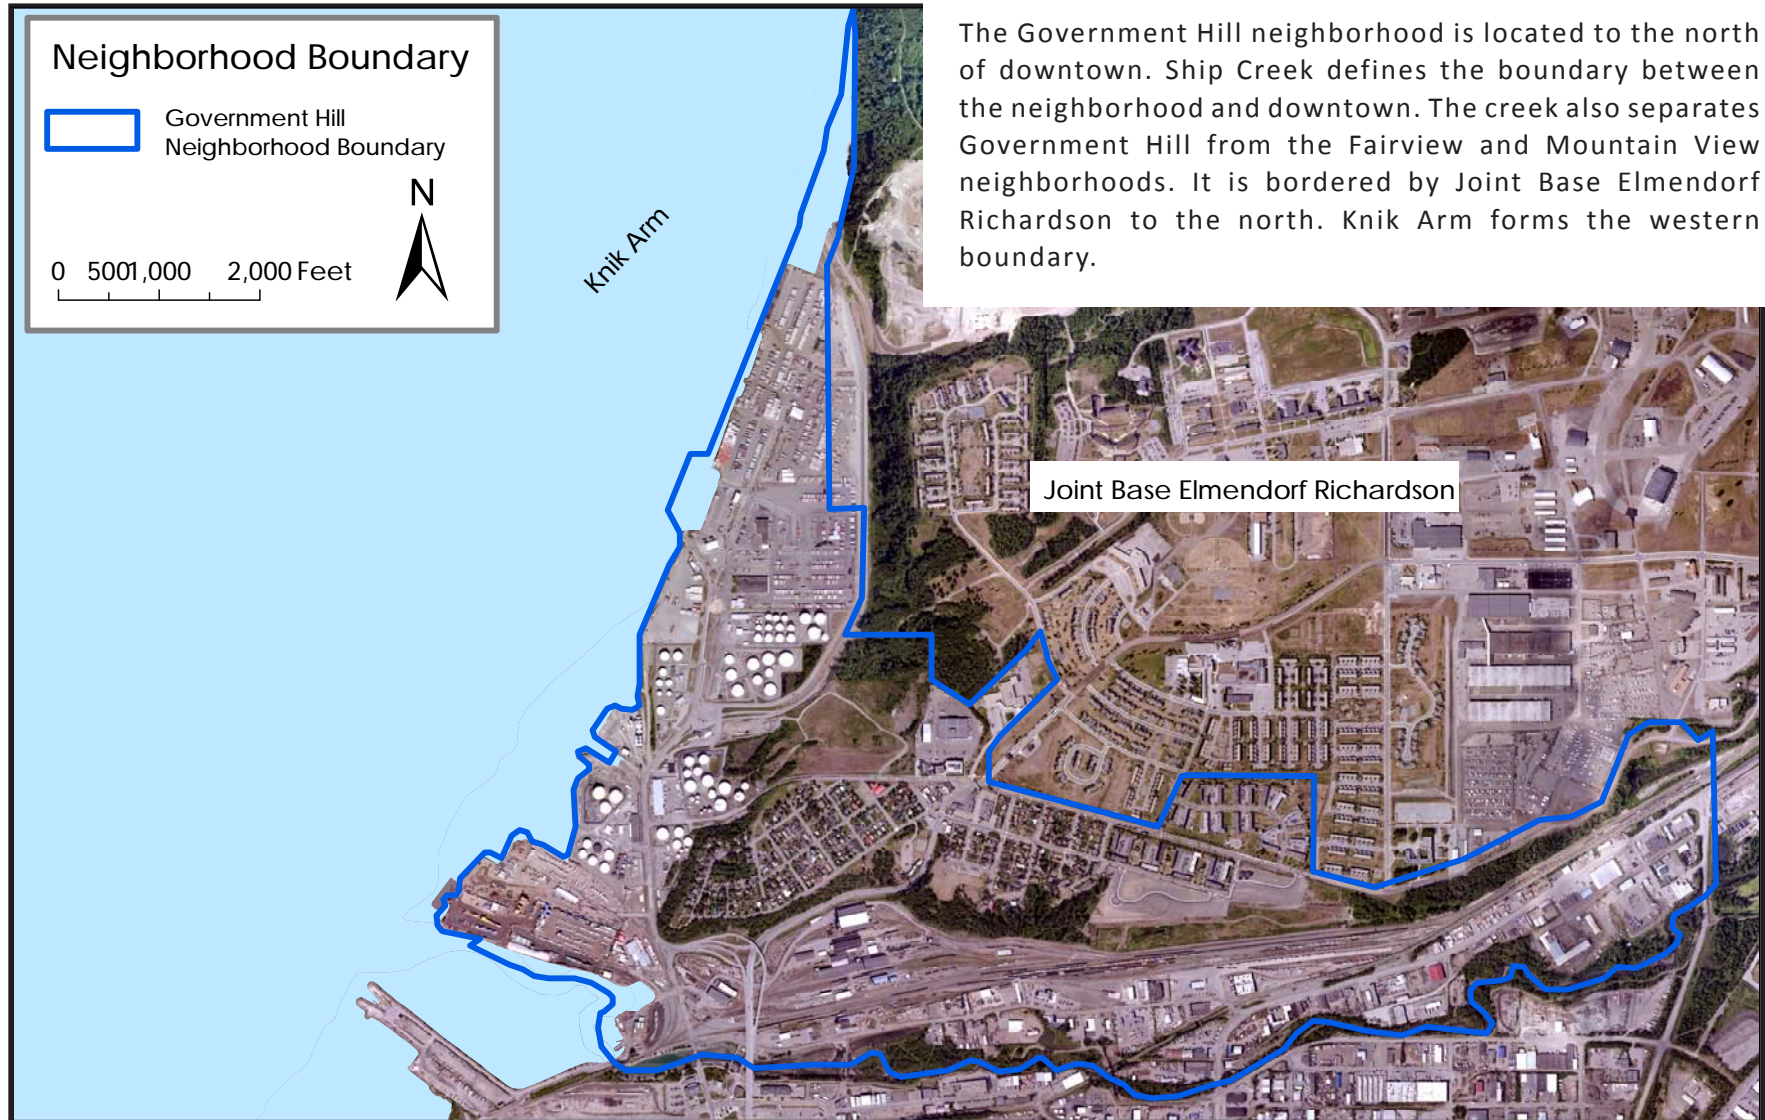 Neighborhood Boundary
Government Hill
Neighborhood Boundary
N
0 5001,000 2,000 Feet
Knik Arm
The Government Hill neighborhood is located to the north
of downtown. Ship Creek defines the boundary between
the neighborhood and downtown. The creek also separates
Government Hill from the Fairview and Mountain View
neighborhoods. It is bordered by Joint Base Elmendorf
Richardson to the north. Knik Arm forms the western
boundary.
Joint Base Elmendorf Richardson